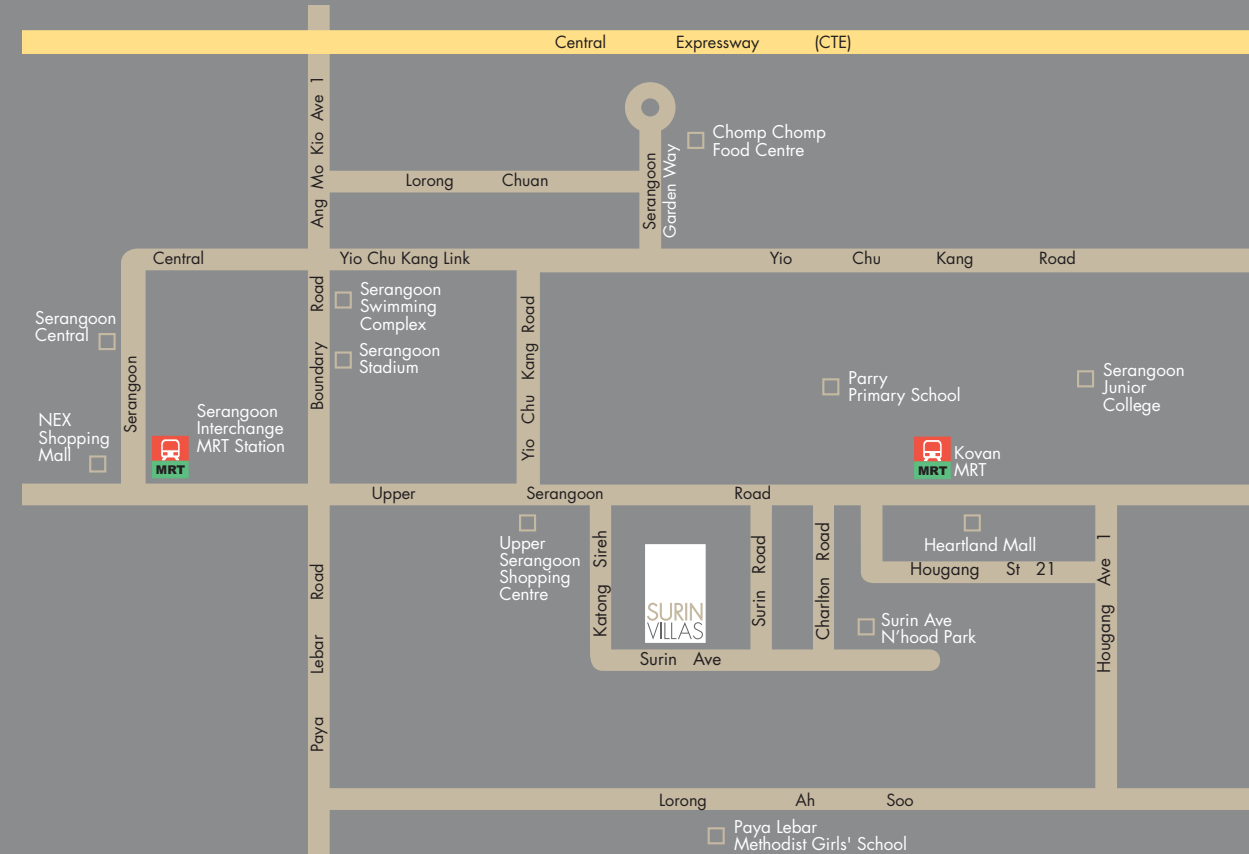 Central Expressway (CTE)
Ang Mo Kio Ave 1
Chomp Chomp
Food Centre
Serangoon
Garden Way
Lorong Chuan
Central
Yio Chu Kang Link
Yio Chu Kang Road
Boundary Road
Serangoon
Swimming
Complex
Serangoon
Central
Serangoon
Stadium
Serangoon
Yio Chu Kang Road
Parry
Primary School
Serangoon
Junior
College
NEX
Shopping
Mall
Serangoon
Interchange
MRT Station
MRT
MRT
Kovan
MRT
Upper Serangoon Road
Upper
Serangoon
Shopping
Centre
Katong Sireh
SURIN
VILLAS
Surin Road
Charlton Road
Heartland Mall
Hougang St 21
Hougang Ave 1
Surin Ave
N'hood Park
Surin Ave
Paya Lebar Road
Lorong Ah Soo
Paya Lebar
Methodist Girls' School